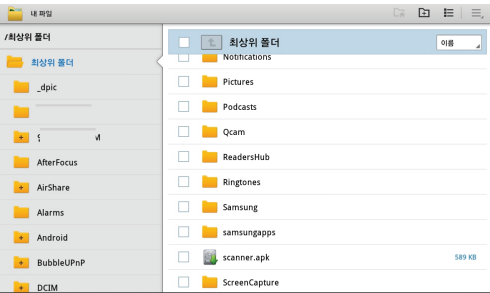 내 파일
/최상위 폴더
최상위 폴더
_dpic
AfterFocus
AirShare
Alarms
Android
BubbleUPnP
DCIM
최상위 폴더
이름
Notifications
Pictures
Podcasts
Qcam
ReadersHub
Ringtones
Samsung
samsungapps
scanner.apk 589 KB
ScreenCapture